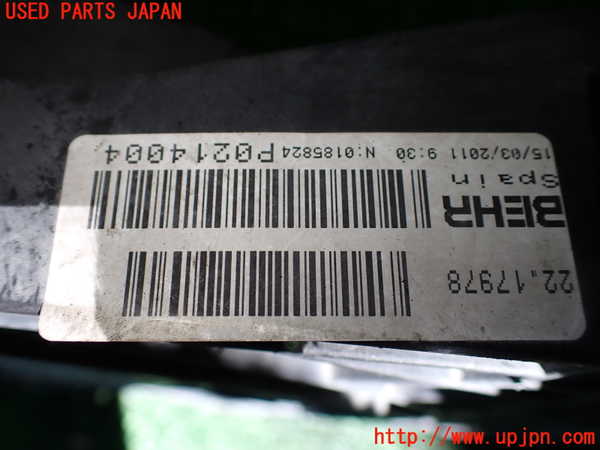 USED PARTS JAPAN
22.17978
BEHR
Spain
15/03/2011 9:30 N:0185824 P0214004
http://www.upjpn.com